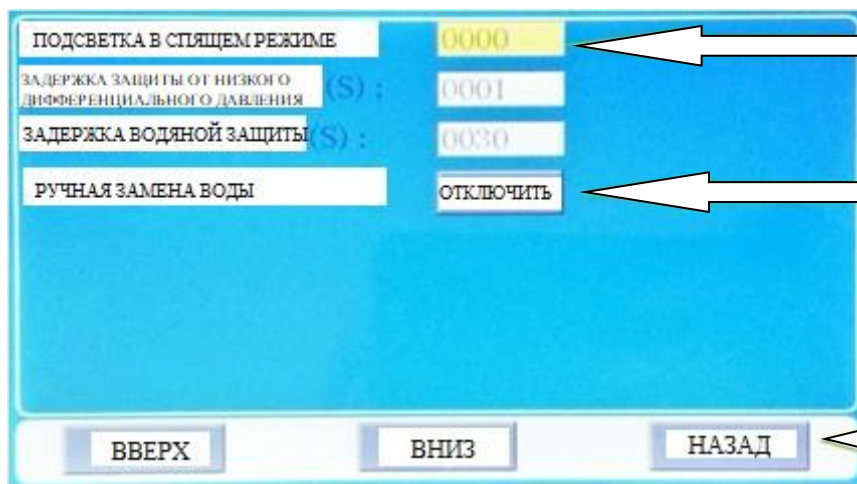 ПОДСВЕТКА В СПЯЩЕМ РЕЖИМЕ 0000
ЗАДЕРЖКА ЗАЩИТЫ ОТ НИЗКОГО
ДИФФЕРЕНЦИАЛЬНОГО ДАВЛЕНИЯ (S) : 0001
ЗАДЕРЖКА ВОДЯНОЙ ЗАЩИТЫ (S) : 0030
РУЧНАЯ ЗАМЕНА ВОДЫ ОТКЛЮЧИТЬ
ВВЕРХ ВНИЗ НАЗАД